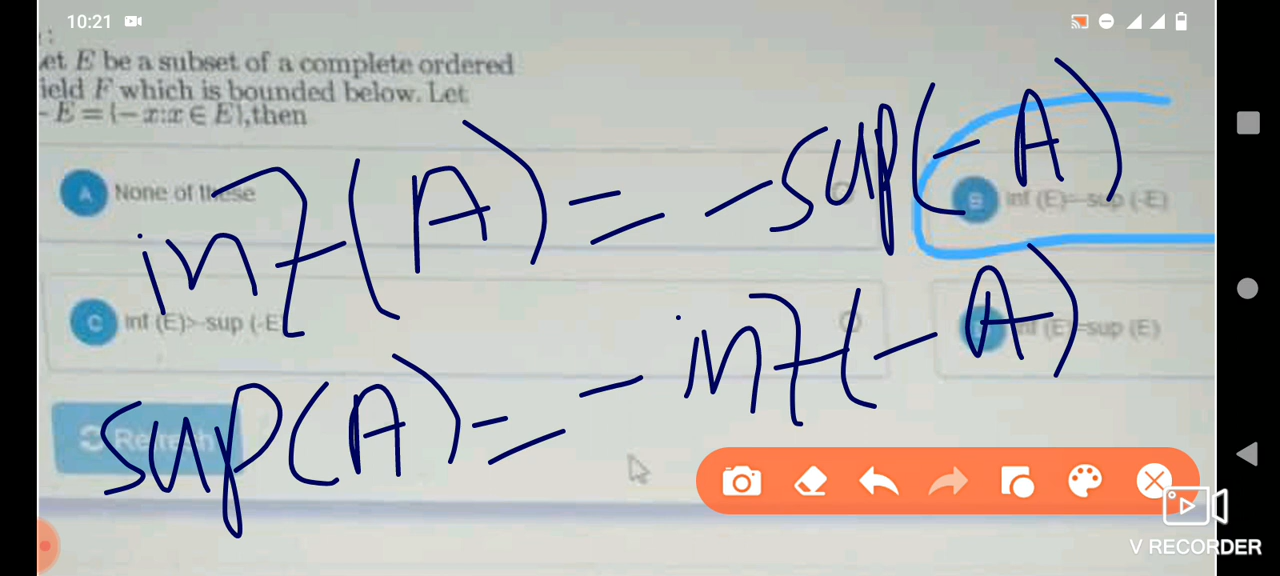 10:21
et E be a subset of a complete ordered
ield F which is bounded below. Let
- E = {-x:x ∈ E},then
A None of these
B inf (E)=-sup (-E)
C inf (E)>-sup (-E
inf (E)=sup (E)
inf(A) = -sup(-A)
sup(A) = -inf(-A)
Refresh
V RECORDER